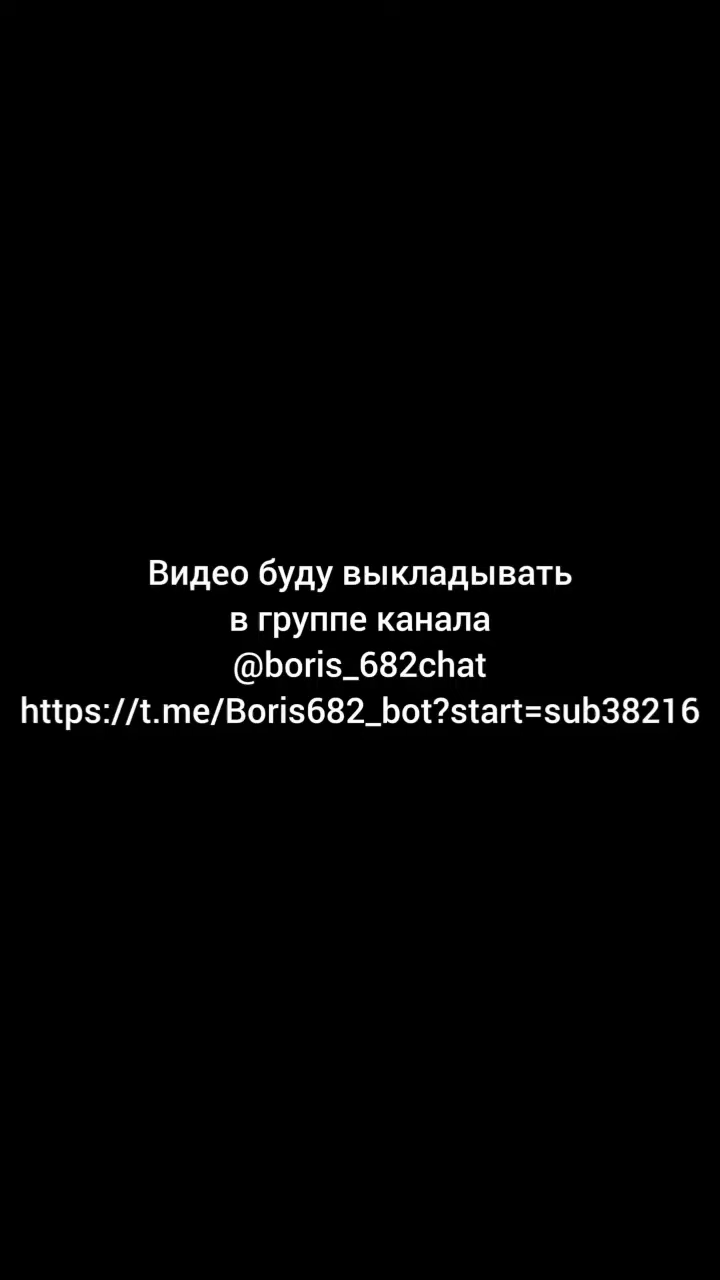 Видео буду выкладывать
в группе канала
@boris_682chat
https://t.me/Boris682_bot?start=sub38216